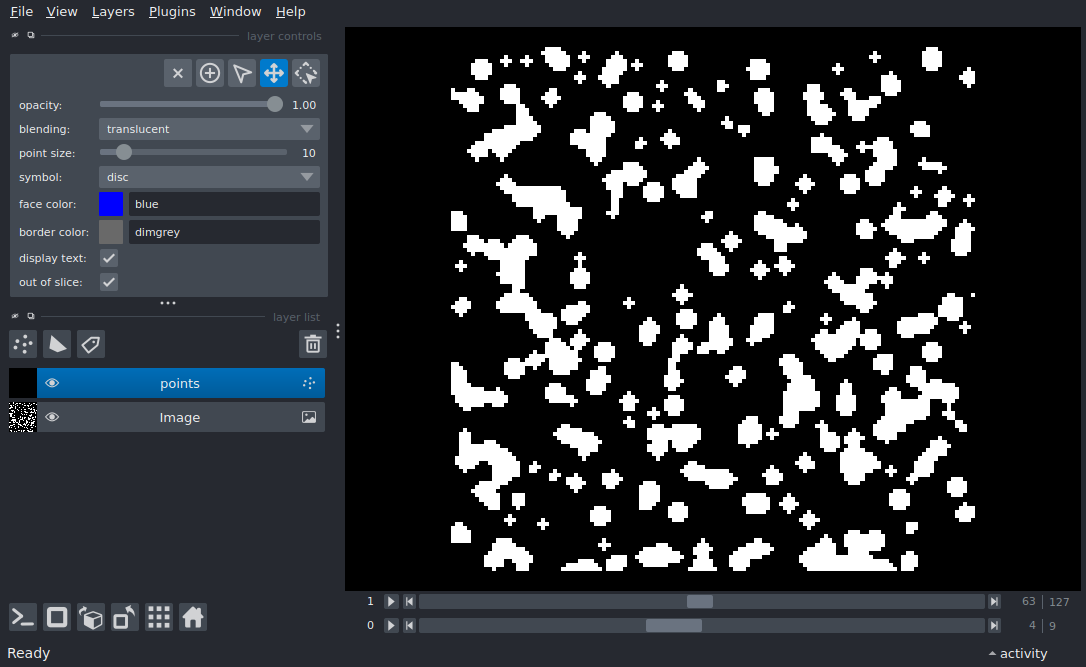 File View Layers Plugins Window Help
layer controls
opacity: 1.00
blending: translucent
point size: 10
symbol: disc
face color: blue
border color: dimgrey
display text:
out of slice:
layer list
points
Image
1 63 127
0 4 9
Ready activity